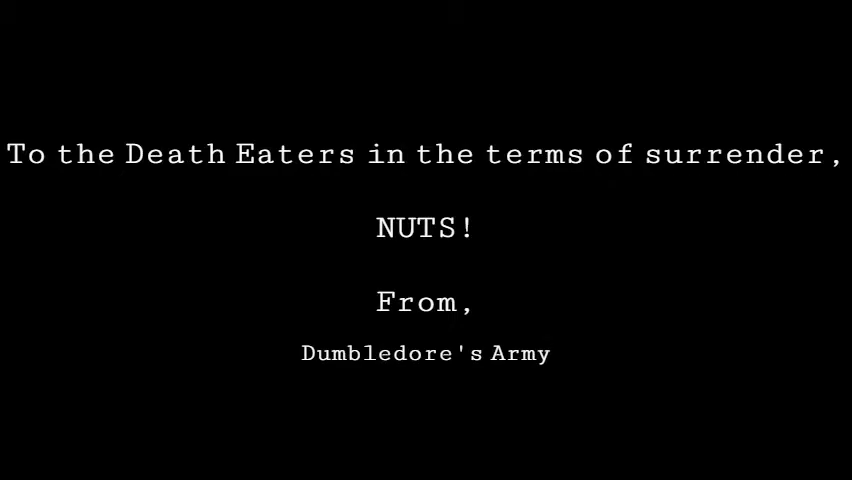 To the Death Eaters in the terms of surrender,
NUTS!
From,
Dumbledore's Army